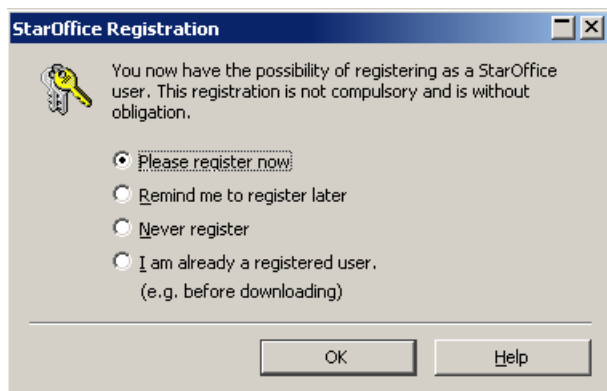 StarOffice Registration
You now have the possibility of registering as a StarOffice
user. This registration is not compulsory and is without
obligation.
Please register now
Remind me to register later
Never register
I am already a registered user.
(e.g. before downloading)
OK
Help